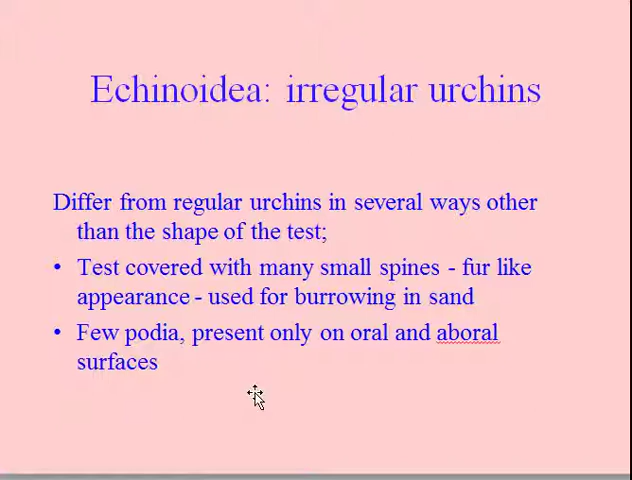 Echinoidea: irregular urchins
Differ from regular urchins in several ways other
than the shape of the test;
• Test covered with many small spines - fur like
appearance - used for burrowing in sand
• Few podia, present only on oral and aboral
surfaces